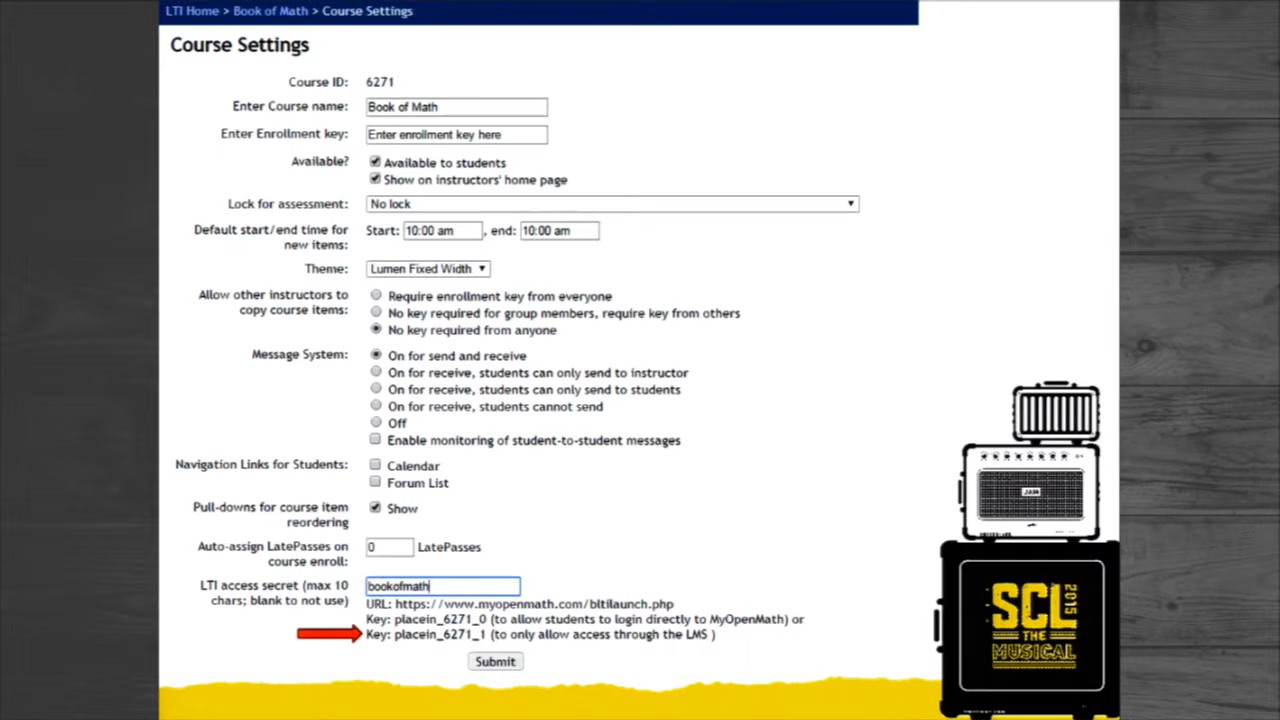 LTI Home > Book of Math > Course Settings
Course Settings
Course ID: 6271
Enter Course name: Book of Math
Enter Enrollment key: Enter enrollment key here
Available? Available to students
Show on instructors' home page
Lock for assessment: No lock
Default start/end time for new items: Start: 10:00 am , end: 10:00 am
Theme: Lumen Fixed Width
Allow other instructors to copy course items: Require enrollment key from everyone
No key required for group members, require key from others
No key required from anyone
Message System: On for send and receive
On for receive, students can only send to instructor
On for receive, students can only send to students
On for receive, students cannot send
Off
Enable monitoring of student-to-student messages
Navigation Links for Students: Calendar
Forum List
Pull-downs for course item reordering Show
Auto-assign LatePasses on course enroll: 0 LatePasses
LTI access secret (max 10 chars; blank to not use) bookofmath
URL: https://www.myopenmath.com/bltilaunch.php
Key: placein_6271_0 (to allow students to login directly to MyOpenMath) or
Key: placein_6271_1 (to only allow access through the LMS )
Submit
JAM
SCL 2015
THE
MUSICAL